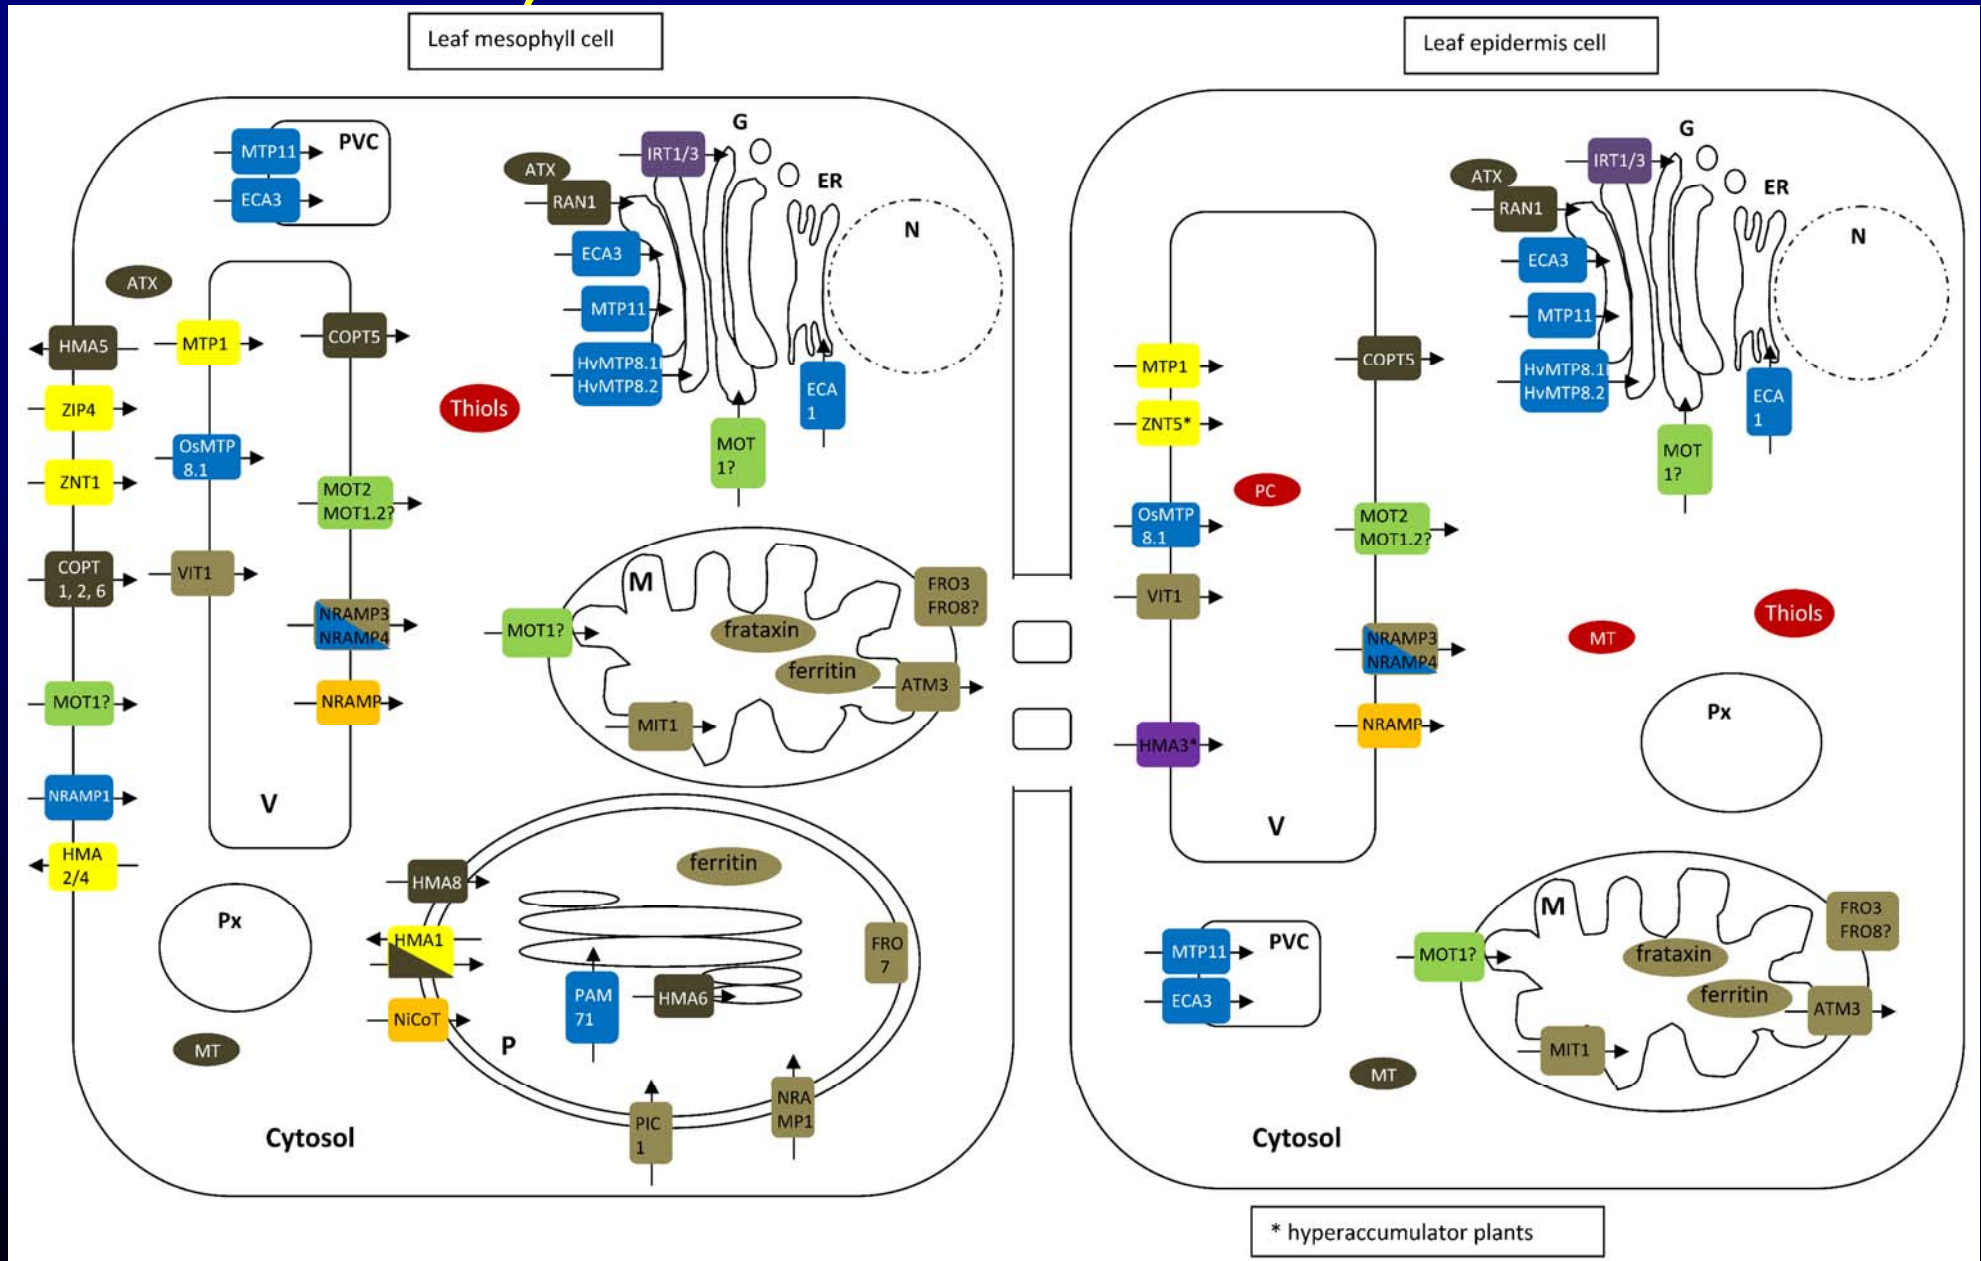 Leaf mesophyll cell
Leaf epidermis cell
MTP11
PVC
ECA3
ATX
RAN1
IRT1/3
G
ER
N
ECA3
MTP11
HvMTP8.1
HvMTP8.2
ECA
1
MOT
1?
ATX
HMA5
ZIP4
ZNT1
COPT
1, 2, 6
MOT1?
NRAMP1
HMA
2/4
MTP1
OsMTP
8.1
VIT1
COPT5
MOT2
MOT1.2?
NRAMP3
NRAMP4
NRAMP
V
Thiols
M
MOT1?
frataxin
ferritin
FRO3
FRO8?
ATM3
MIT1
Px
MT
HMA8
HMA1
NiCoT
ferritin
PAM
71
HMA6
FRO
7
P
PIC
1
NRA
MP1
Cytosol
ATX
RAN1
IRT1/3
G
ER
N
ECA3
MTP11
HvMTP8.1
HvMTP8.2
ECA
1
MOT
1?
MTP1
ZNT5*
OsMTP
8.1
VIT1
HMA3*
PC
COPT5
MOT2
MOT1.2?
NRAMP3
NRAMP4
NRAMP
V
MT
Thiols
Px
MTP11
PVC
ECA3
M
MOT1?
frataxin
ferritin
FRO3
FRO8?
ATM3
MIT1
MT
Cytosol
* hyperaccumulator plants